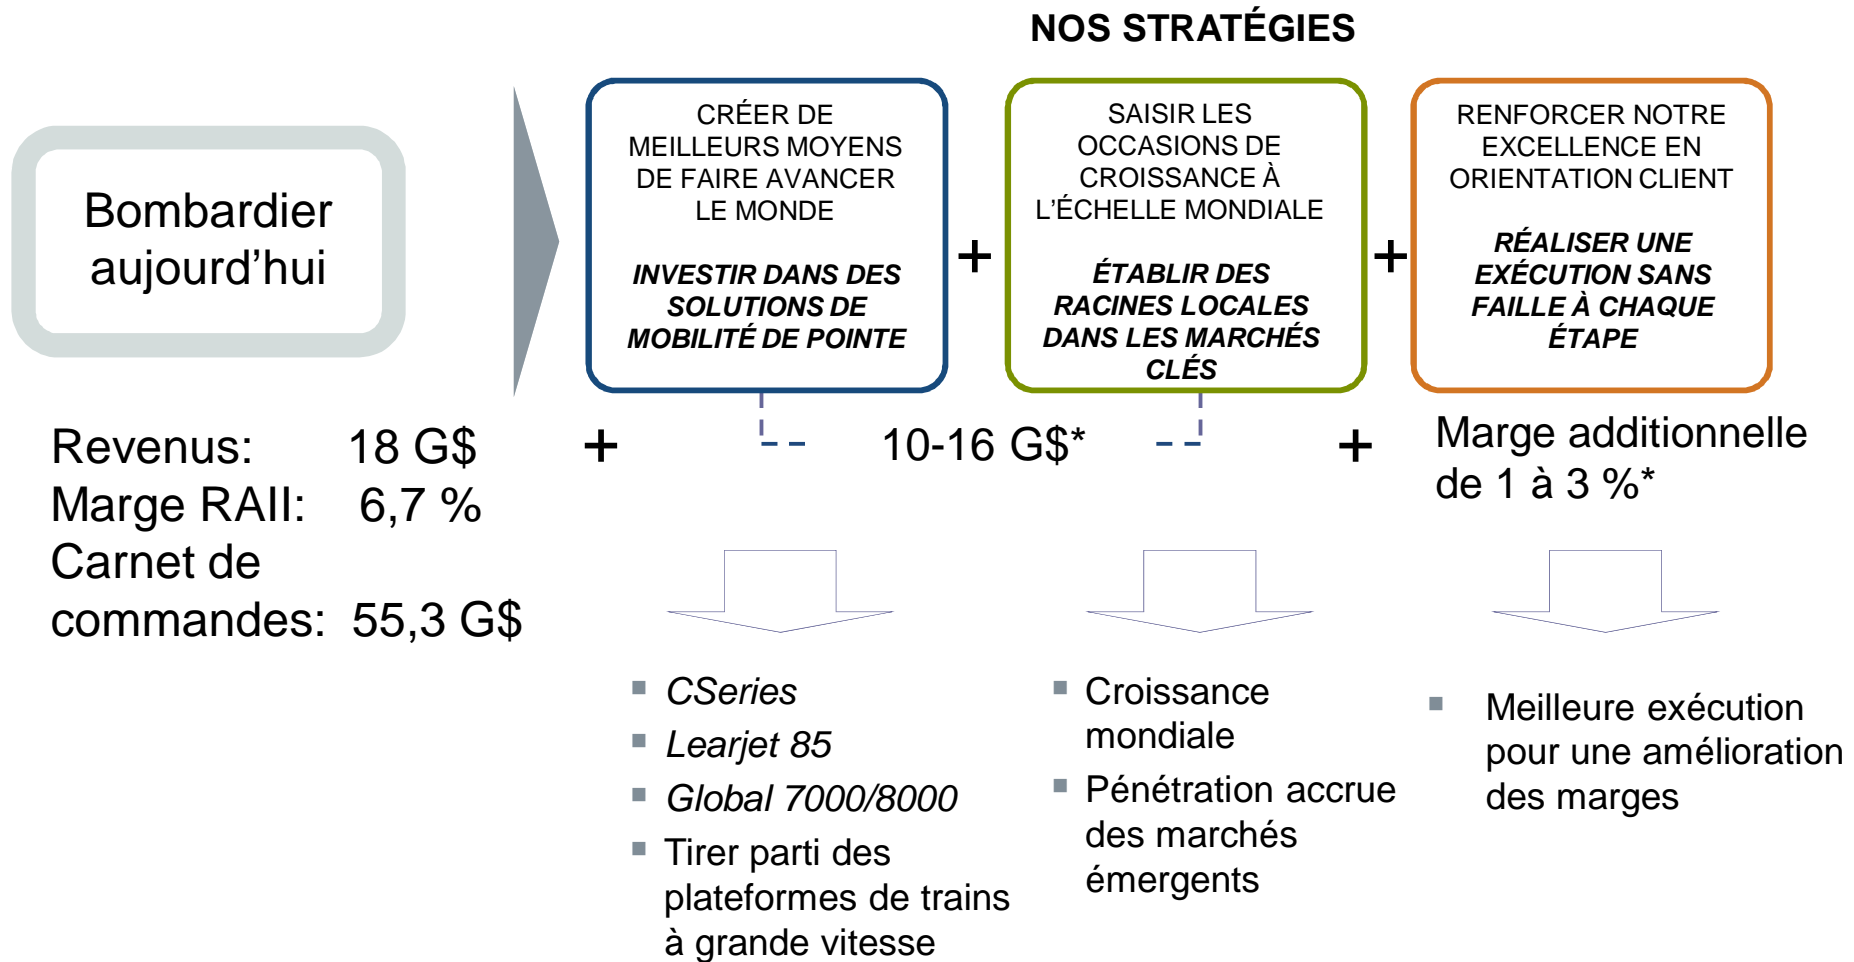 NOS STRATÉGIES
Bombardier
aujourd'hui
CRÉER DE
MEILLEURS MOYENS
DE FAIRE AVANCER
LE MONDE
INVESTIR DANS DES
SOLUTIONS DE
MOBILITÉ DE POINTE
+
SAISIR LES
OCCASIONS DE
CROISSANCE À
L'ÉCHELLE MONDIALE
ÉTABLIR DES
RACINES LOCALES
DANS LES MARCHÉS
CLÉS
+
RENFORCER NOTRE
EXCELLENCE EN
ORIENTATION CLIENT
RÉALISER UNE
EXÉCUTION SANS
FAILLE À CHAQUE
ÉTAPE
Revenus: 18 G$
Marge RAII: 6,7 %
Carnet de
commandes: 55,3 G$
+
10-16 G$*
+
Marge additionnelle
de 1 à 3 %*
▪ CSeries
▪ Learjet 85
▪ Global 7000/8000
▪ Tirer parti des
plateformes de trains
à grande vitesse
▪ Croissance
mondiale
▪ Pénétration accrue
des marchés
émergents
▪ Meilleure exécution
pour une amélioration
des marges